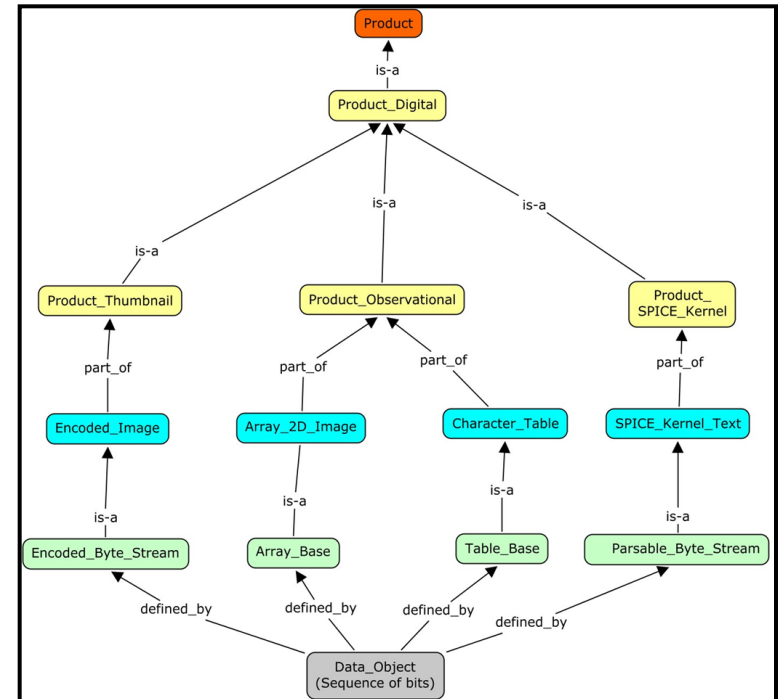 Product
is-a
Product_Digital
is-a
is-a
is-a
Product_Thumbnail
Product_Observational
Product_
SPICE_Kernel
part_of
part_of
part_of
part_of
Encoded_Image
Array_2D_Image
Character_Table
SPICE_Kernel_Text
is-a
is-a
is-a
is-a
Encoded_Byte_Stream
Array_Base
Table_Base
Parsable_Byte_Stream
defined_by
defined_by
defined_by
defined_by
Data_Object
(Sequence of bits)